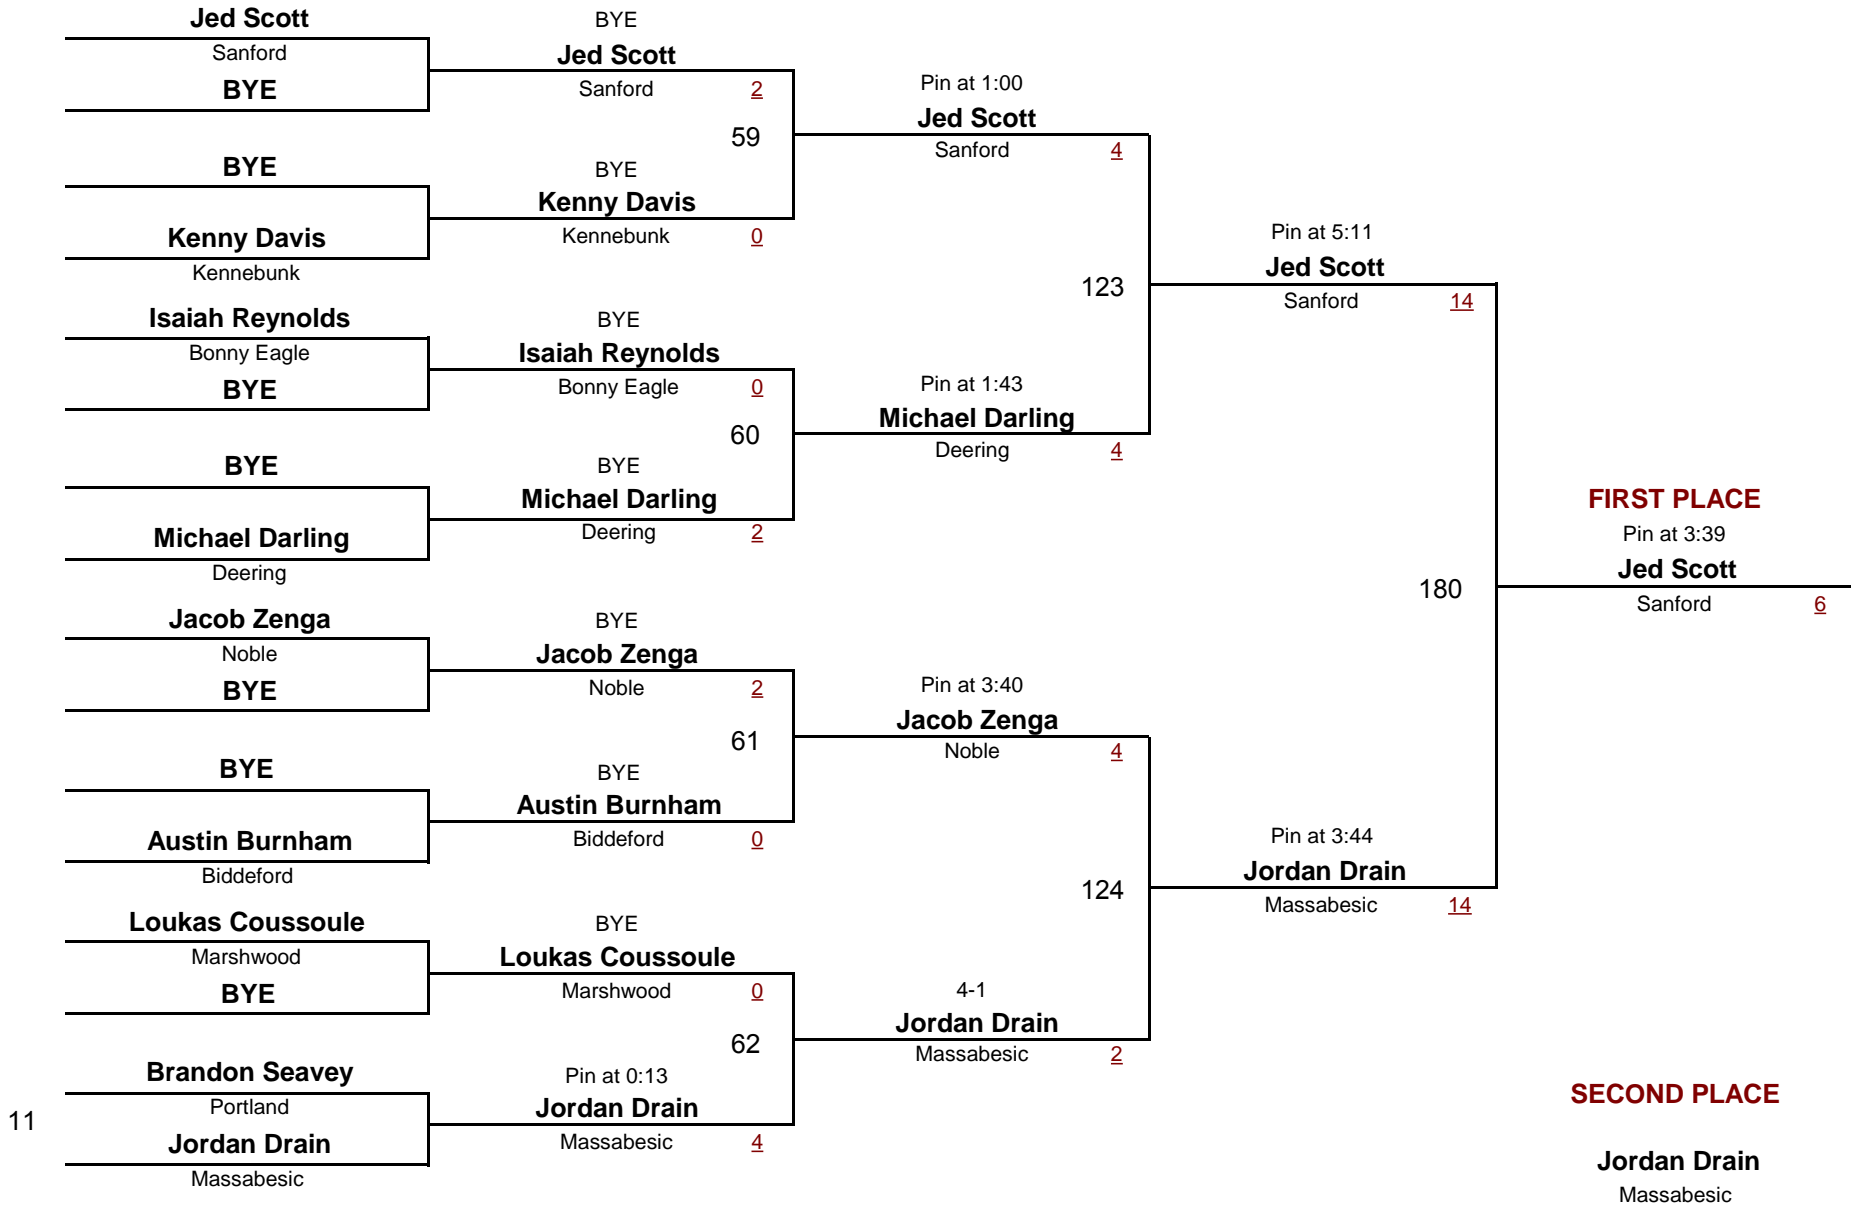 Jed Scott
Sanford
BYE
BYE
Kenny Davis
Kennebunk
Isaiah Reynolds
Bonny Eagle
BYE
BYE
Michael Darling
Deering
Jacob Zenga
Noble
BYE
BYE
Austin Burnham
Biddeford
Loukas Coussoule
Marshwood
BYE
Brandon Seavey
Portland
11
Jordan Drain
Massabesic
BYE
Jed Scott
Sanford 2
59
BYE
Kenny Davis
Kennebunk 0
BYE
Isaiah Reynolds
Bonny Eagle 0
60
BYE
Michael Darling
Deering 2
BYE
Jacob Zenga
Noble 2
61
BYE
Austin Burnham
Biddeford 0
BYE
Loukas Coussoule
Marshwood 0
62
Pin at 0:13
Jordan Drain
Massabesic 4
Pin at 1:00
Jed Scott
Sanford 4
123
Pin at 1:43
Michael Darling
Deering 4
Pin at 3:40
Jacob Zenga
Noble 4
124
4-1
Jordan Drain
Massabesic 2
Pin at 5:11
Jed Scott
Sanford 14
180
Pin at 3:44
Jordan Drain
Massabesic 14
FIRST PLACE
Pin at 3:39
Jed Scott
Sanford 6
SECOND PLACE
Jordan Drain
Massabesic